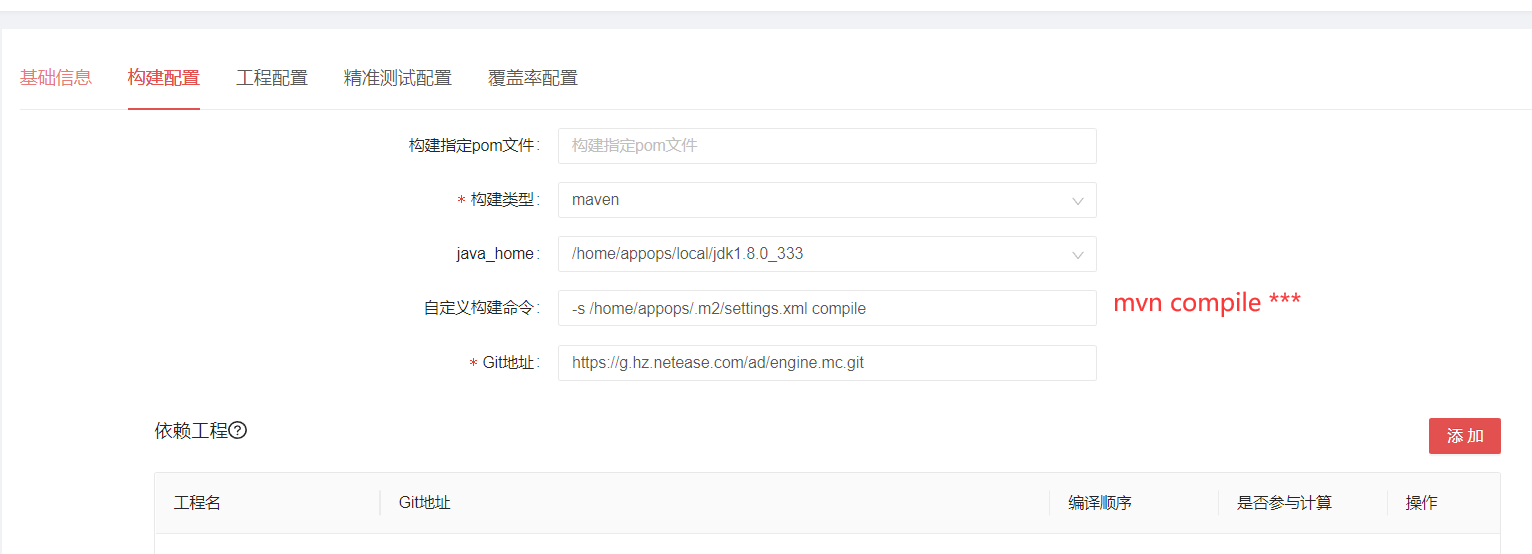 基础信息 构建配置 工程配置 精准测试配置 覆盖率配置
构建指定pom文件: 构建指定pom文件
* 构建类型: maven
java_home: /home/appops/local/jdk1.8.0_333
自定义构建命令: -s /home/appops/.m2/settings.xml compile mvn compile ***
* Git地址: https://g.hz.netease.com/ad/engine.mc.git
依赖工程?
添加
工程名 Git地址 编译顺序 是否参与计算 操作